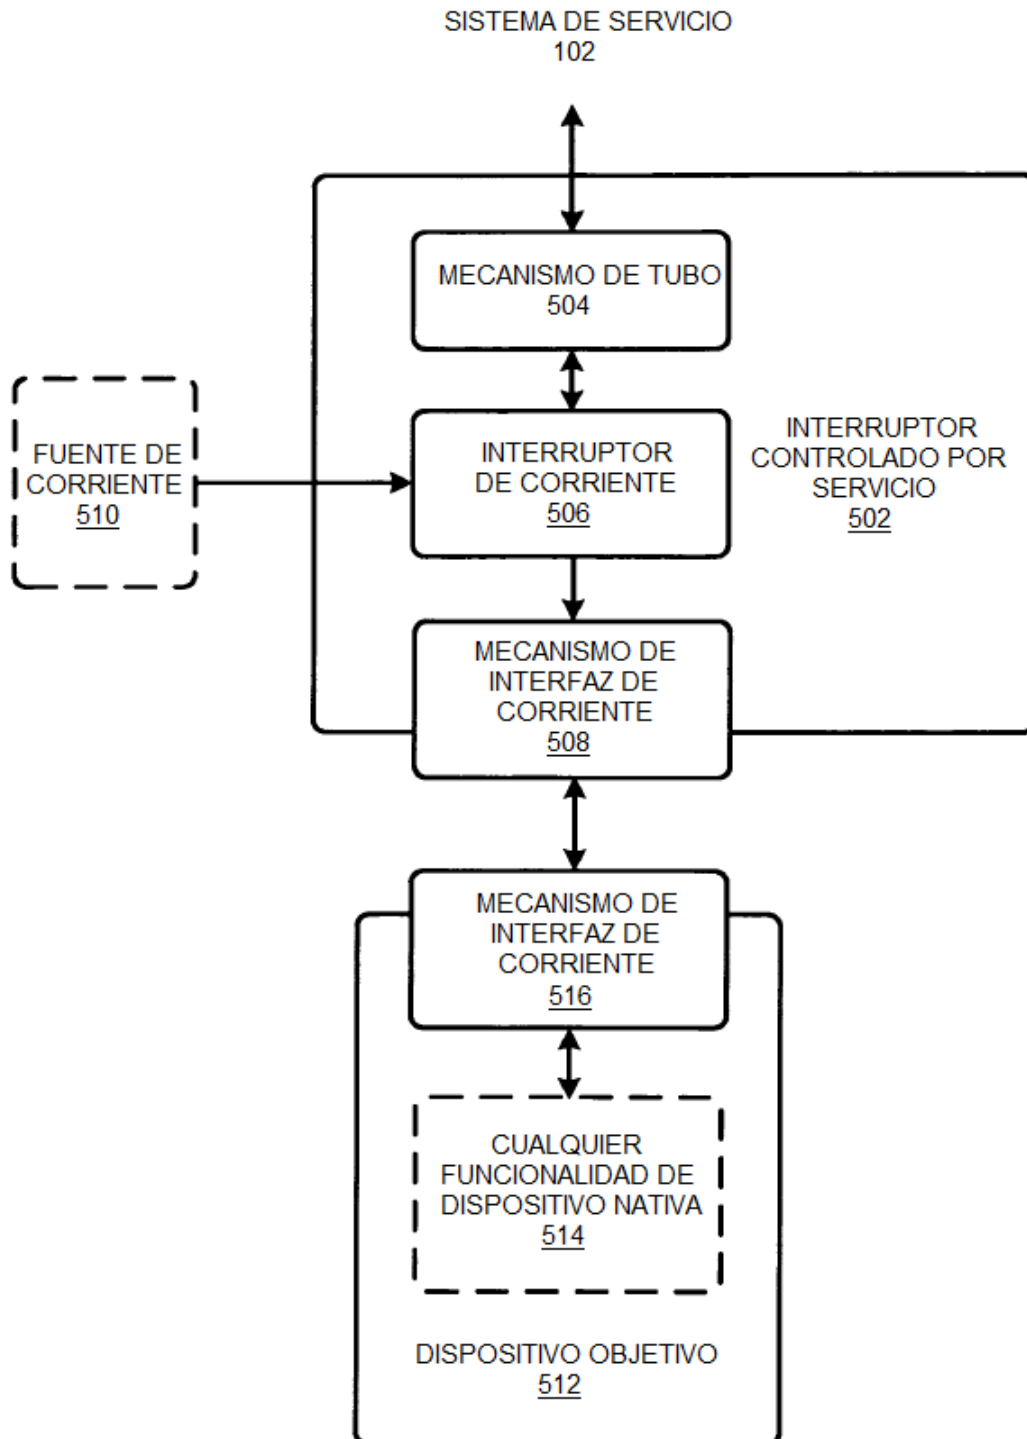 SISTEMA DE SERVICIO
102
MECANISMO DE TUBO
504
FUENTE DE
CORRIENTE
510
INTERRUPTOR
DE CORRIENTE
506
INTERRUPTOR
CONTROLADO POR
SERVICIO
502
MECANISMO DE
INTERFAZ DE
CORRIENTE
508
MECANISMO DE
INTERFAZ DE
CORRIENTE
516
CUALQUIER
FUNCIONALIDAD DE
DISPOSITIVO NATIVA
514
DISPOSITIVO OBJETIVO
512